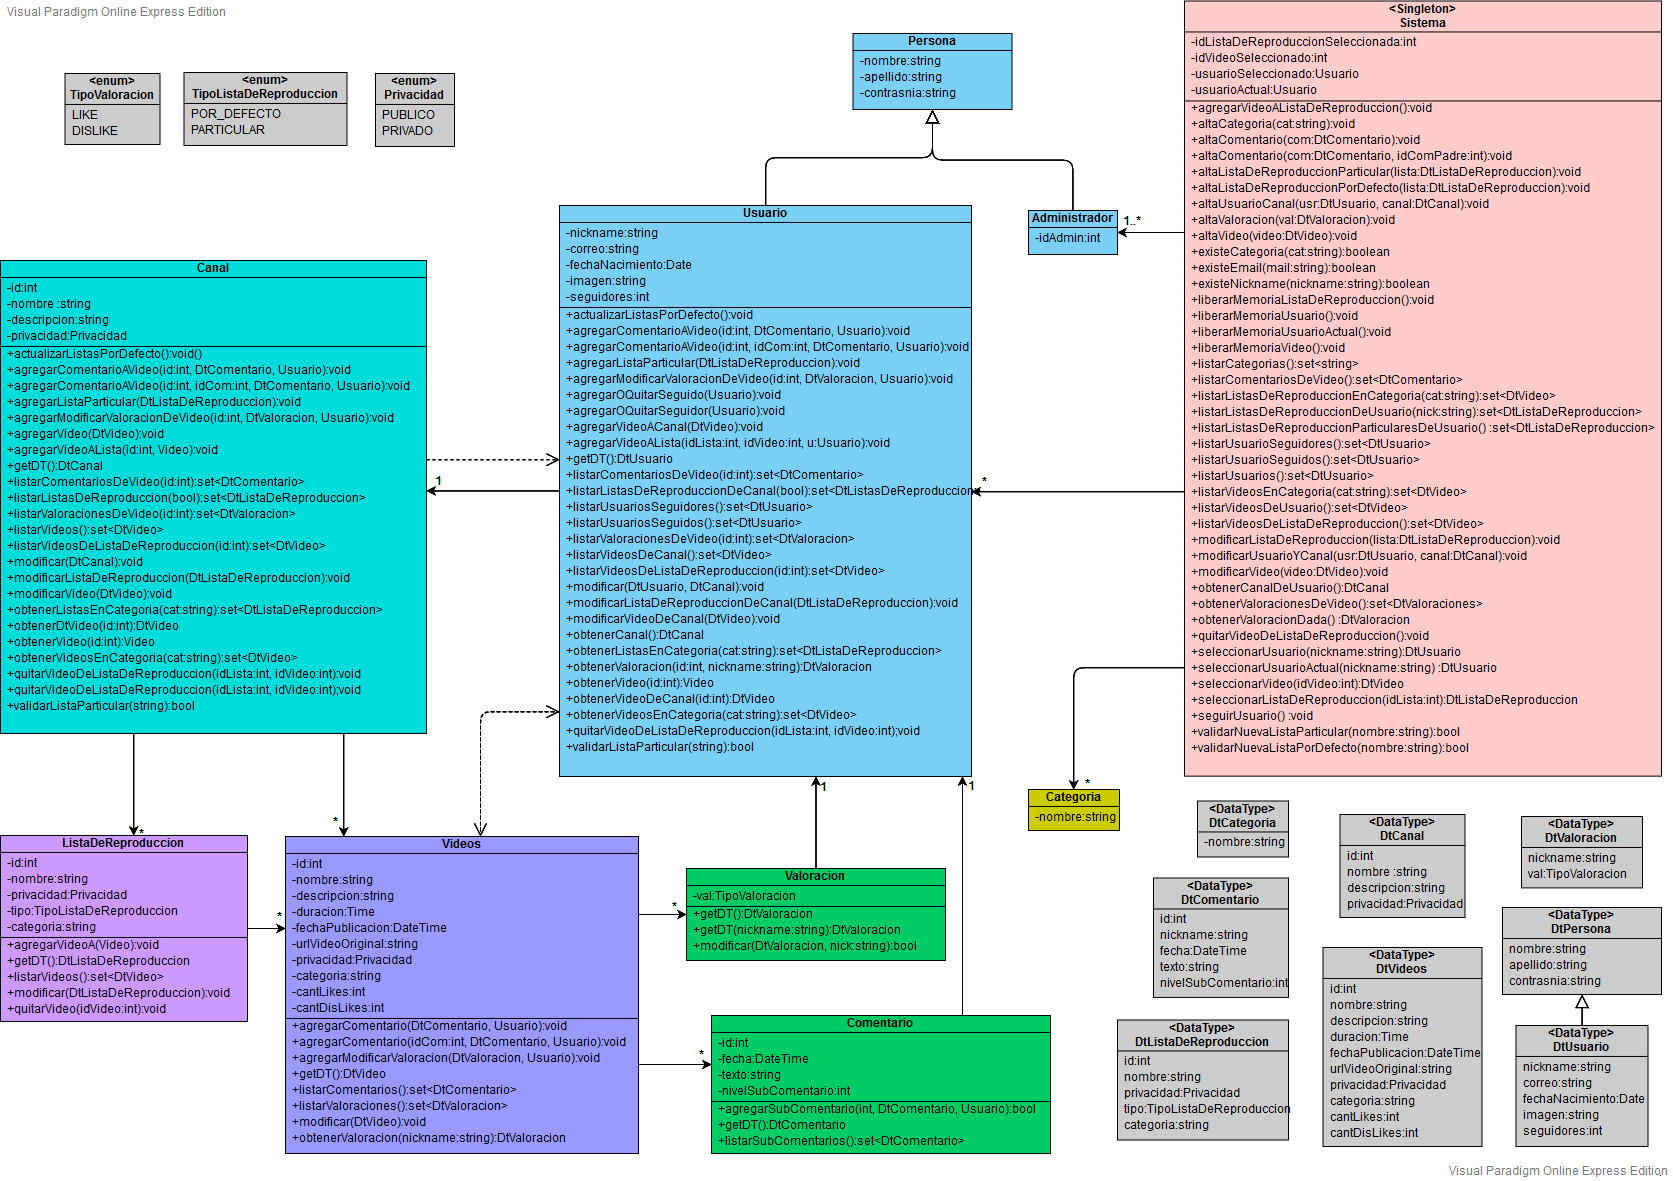 Visual Paradigm Online Express Edition
<enum>
TipoValoracion
LIKE
DISLIKE
<enum>
TipoListaDeReproduccion
POR_DEFECTO
PARTICULAR
<enum>
Privacidad
PUBLICO
PRIVADO
Persona
-nombre:string
-apellido:string
-contrasnia:string
<Singleton>
Sistema
-idListaDeReproduccionSeleccionada:int
-idVideoSeleccionado:int
-usuarioSeleccionado:Usuario
-usuarioActual:Usuario
+agregarVideoAListaDeReproduccion():void
+altaCategoria(cat:string):void
+altaComentario(com:DtComentario):void
+altaComentario(com:DtComentario, idComPadre:int):void
+altaListaDeReproduccionParticular(lista:DtListaDeReproduccion):void
+altaListaDeReproduccionPorDefecto(lista:DtListaDeReproduccion):void
+altaUsuarioCanal(usr:DtUsuario, canal:DtCanal):void
+altaValoracion(val:DtValoracion):void
+altaVideo(video:DtVideo):void
+existeCategoria(cat:string):boolean
+existeEmail(mail:string):boolean
+existeNickname(nickname:string):boolean
+liberarMemoriaListaDeReproduccion():void
+liberarMemoriaUsuario():void
+liberarMemoriaUsuarioActual():void
+liberarMemoriaVideo():void
+listarCategorias():set<string>
+listarComentariosDeVideo():set<DtComentario>
+listarListasDeReproduccionEnCategoria(cat:string):set<DtVideo>
+listarListasDeReproduccionDeUsuario(nick:string):set<DtListaDeReproduccion>
+listarListasDeReproduccionParticularesDeUsuario() :set<DtListaDeReproduccion>
+listarUsuarioSeguidores():set<DtUsuario>
+listarUsuarioSeguidos():set<DtUsuario>
+listarUsuarios():set<DtUsuario>
+listarVideosEnCategoria(cat:string):set<DtVideo>
+listarVideosDeUsuario():set<DtVideo>
+listarVideosDeListaDeReproduccion():set<DtVideo>
+modificarListaDeReproduccion(lista:DtListaDeReproduccion):void
+modificarUsuarioYCanal(usr:DtUsuario, canal:DtCanal):void
+modificarVideo(video:DtVideo):void
+obtenerCanalDeUsuario():DtCanal
+obtenerValoracionesDeVideo():set<DtValoraciones>
+obtenerValoracionDada() :DtValoracion
+quitarVideoDeListaDeReproduccion():void
+seleccionarUsuario(nickname:string):DtUsuario
+seleccionarUsuarioActual(nickname:string) :DtUsuario
+seleccionarVideo(idVideo:int):DtVideo
+seleccionarListaDeReproduccion(idLista:int):DtListaDeReproduccion
+seguirUsuario() :void
+validarNuevaListaParticular(nombre:string):bool
+validarNuevaListaPorDefecto(nombre:string):bool
Administrador
-idAdmin:int
1..*
Usuario
-nickname:string
-correo:string
-fechaNacimiento:Date
-imagen:string
-seguidores:int
+actualizarListasPorDefecto():void
+agregarComentarioAVideo(id:int, DtComentario, Usuario):void
+agregarComentarioAVideo(id:int, idCom:int, DtComentario, Usuario):void
+agregarListaParticular(DtListaDeReproduccion):void
+agregarModificarValoracionDeVideo(id:int, DtValoracion, Usuario):void
+agregarOQuitarSeguido(Usuario):void
+agregarOQuitarSeguidor(Usuario):void
+agregarVideoACanal(DtVideo):void
+agregarVideoALista(idLista:int, idVideo:int, u:Usuario):void
+getDT():DtUsuario
+listarComentariosDeVideo(id:int):set<DtComentario>
+listarListasDeReproduccionDeCanal(bool):set<DtListasDeReproduccion
+listarUsuariosSeguidores():set<DtUsuario>
+listarUsuariosSeguidos():set<DtUsuario>
+listarValoracionesDeVideo(id:int):set<DtValoracion>
+listarVideosDeCanal():set<DtVideo>
+listarVideosDeListaDeReproduccion(id:int):set<DtVideo>
+modificar(DtUsuario, DtCanal):void
+modificarListaDeReproduccionDeCanal(DtListaDeReproduccion):void
+modificarVideoDeCanal(DtVideo):void
+obtenerCanal():DtCanal
+obtenerListasEnCategoria(cat:string):set<DtListaDeReproduccion>
+obtenerValoracion(id:int, nickname:string):DtValoracion
+obtenerVideo(id:int):Video
+obtenerVideoDeCanal(id:int):DtVideo
+obtenerVideosEnCategoria(cat:string):set<DtVideo>
+quitarVideoDeListaDeReproduccion(idLista:int, idVideo:int);void
+validarListaParticular(string):bool
*
1
Canal
-id:int
-nombre :string
-descripcion:string
-privacidad:Privacidad
+actualizarListasPorDefecto():void()
+agregarComentarioAVideo(id:int, DtComentario, Usuario):void
+agregarComentarioAVideo(id:int, idCom:int, DtComentario, Usuario):void
+agregarListaParticular(DtListaDeReproduccion):void
+agregarModificarValoracionDeVideo(id:int, DtValoracion, Usuario):void
+agregarVideo(DtVideo):void
+agregarVideoALista(id:int, Video):void
+getDT():DtCanal
+listarComentariosDeVideo(id:int):set<DtComentario>
+listarListasDeReproduccion(bool):set<DtListaDeReproduccion>
+listarValoracionesDeVideo(id:int):set<DtValoracion>
+listarVideos():set<DtVideo>
+listarVideosDeListaDeReproduccion(id:int):set<DtVideo>
+modificar(DtCanal):void
+modificarListaDeReproduccion(DtListaDeReproduccion):void
+modificarVideo(DtVideo):void
+obtenerListasEnCategoria(cat:string):set<DtListaDeReproduccion>
+obtenerDtVideo(id:int):DtVideo
+obtenerVideo(id:int):Video
+obtenerVideosEnCategoria(cat:string):set<DtVideo>
+quitarVideoDeListaDeReproduccion(idLista:int, idVideo:int):void
+quitarVideoDeListaDeReproduccion(idLista:int, idVideo:int):void
+validarListaParticular(string):bool
*
*
1
1
*
Categoria
-nombre:string
ListaDeReproduccion
-id:int
-nombre:string
-privacidad:Privacidad
-tipo:TipoListaDeReproduccion
-categoria:string
+agregarVideoA(Video):void
+getDT():DtListaDeReproduccion
+listarVideos():set<DtVideo>
+modificar(DtListaDeReproduccion):void
+quitarVideo(idVideo:int):void
*
Videos
-id:int
-nombre:string
-descripcion:string
-duracion:Time
-fechaPublicacion:DateTime
-urlVideoOriginal:string
-privacidad:Privacidad
-categoria:string
-cantLikes:int
-cantDisLikes:int
+agregarComentario(DtComentario, Usuario):void
+agregarComentario(idCom:int, DtComentario, Usuario):void
+agregarModificarValoracion(DtValoracion, Usuario):void
+getDT():DtVideo
+listarComentarios():set<DtComentario>
+listarValoraciones():set<DtValoracion>
+modificar(DtVideo):void
+obtenerValoracion(nickname:string):DtValoracion
*
Valoracion
-val:TipoValoracion
+getDT():DtValoracion
+getDT(nickname:string):DtValoracion
+modificar(DtValoracion, nick:string):bool
*
Comentario
-id:int
-fecha:DateTime
-texto:string
-nivelSubComentario:int
+agregarSubComentario(int, DtComentario, Usuario):bool
+getDT():DtComentario
+listarSubComentarios():set<DtComentario>
<DataType>
DtCategoria
-nombre:string
<DataType>
DtCanal
id:int
nombre :string
descripcion:string
privacidad:Privacidad
<DataType>
DtValoracion
nickname:string
val:TipoValoracion
<DataType>
DtComentario
id:int
nickname:string
fecha:DateTime
texto:string
nivelSubComentario:int
<DataType>
DtPersona
nombre:string
apellido:string
contrasnia:string
<DataType>
DtVideos
id:int
nombre:string
descripcion:string
duracion:Time
fechaPublicacion:DateTime
urlVideoOriginal:string
privacidad:Privacidad
categoria:string
cantLikes:int
cantDisLikes:int
<DataType>
DtListaDeReproduccion
id:int
nombre:string
privacidad:Privacidad
tipo:TipoListaDeReproduccion
categoria:string
<DataType>
DtUsuario
nickname:string
correo:string
fechaNacimiento:Date
imagen:string
seguidores:int
Visual Paradigm Online Express Edition